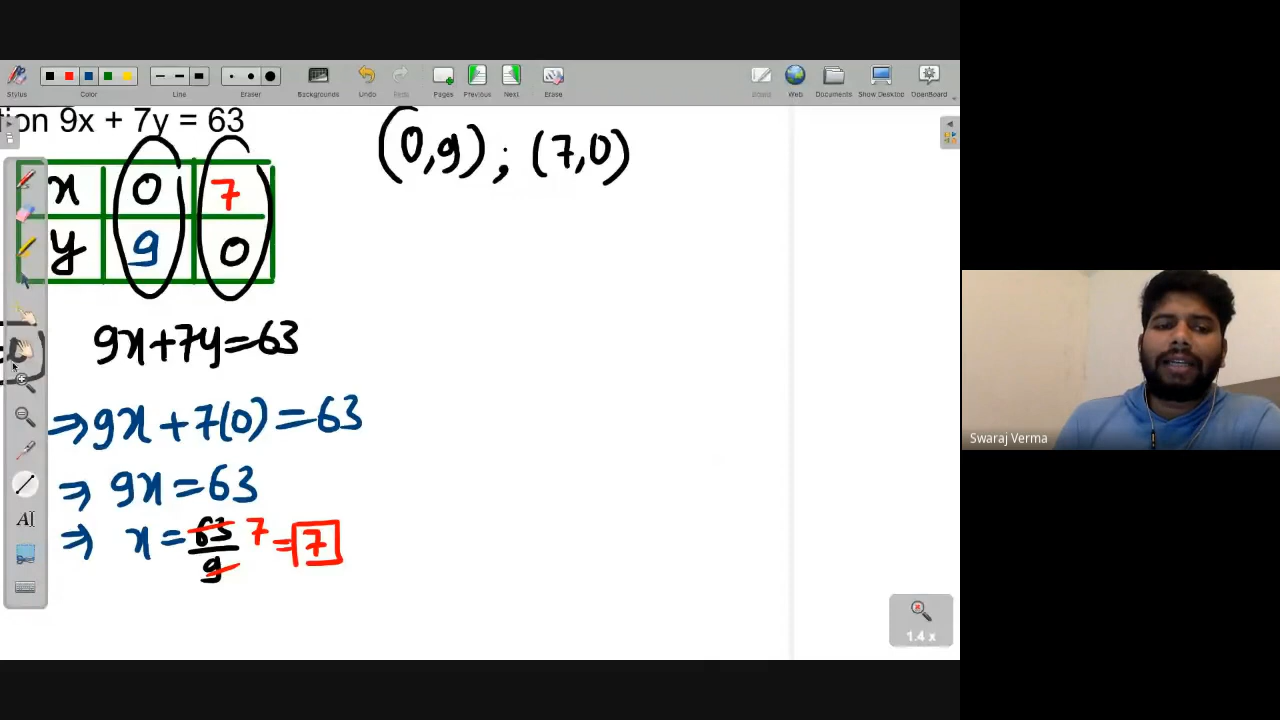 Stylus Color Line Eraser Backgrounds Undo Redo Pages Previous Next Erase Board Web Documents Show Desktop OpenBoard
ion 9x + 7y = 63
(0,9) ; (7,0)
x 0 7
y 9 0
9x+7y=63
⇒9x+7(0)=63
⇒ 9x=63
⇒ x=63/9 7 =7
Swaraj Verma
1.4 x